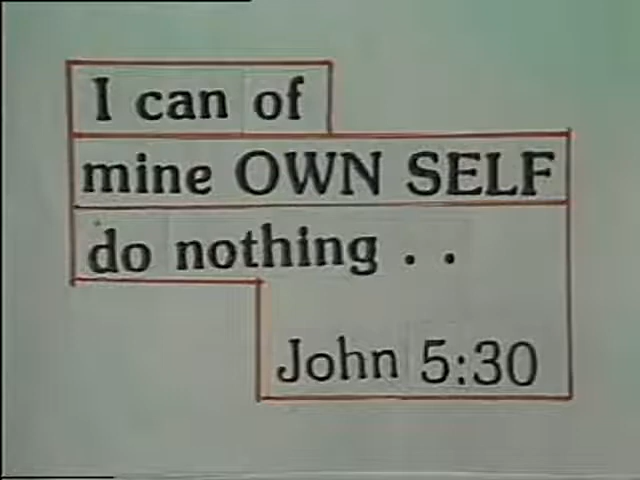 I can of
mine OWN SELF
do nothing . .
John 5:30